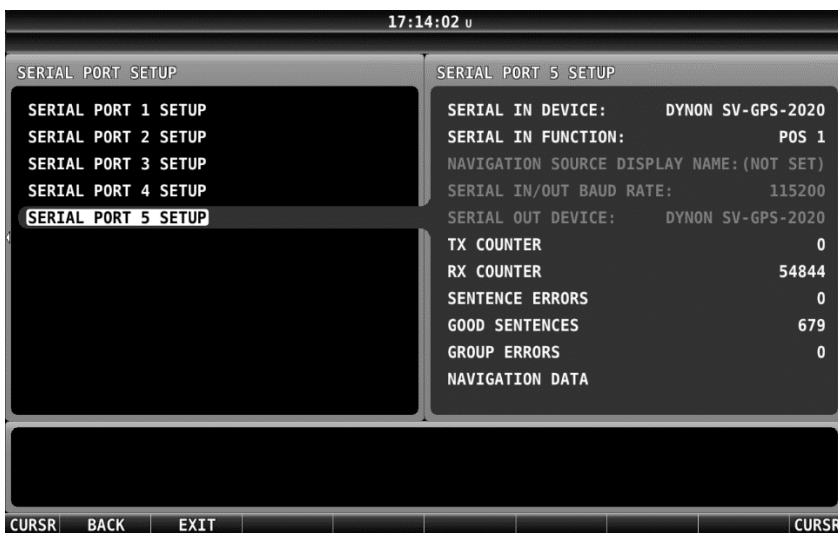 17:14:02 U
SERIAL PORT SETUP
SERIAL PORT 1 SETUP
SERIAL PORT 2 SETUP
SERIAL PORT 3 SETUP
SERIAL PORT 4 SETUP
SERIAL PORT 5 SETUP
SERIAL PORT 5 SETUP
SERIAL IN DEVICE: DYNON SV-GPS-2020
SERIAL IN FUNCTION: POS 1
NAVIGATION SOURCE DISPLAY NAME:(NOT SET)
SERIAL IN/OUT BAUD RATE: 115200
SERIAL OUT DEVICE: DYNON SV-GPS-2020
TX COUNTER 0
RX COUNTER 54844
SENTENCE ERRORS 0
GOOD SENTENCES 679
GROUP ERRORS 0
NAVIGATION DATA
CURSR BACK EXIT CURSR